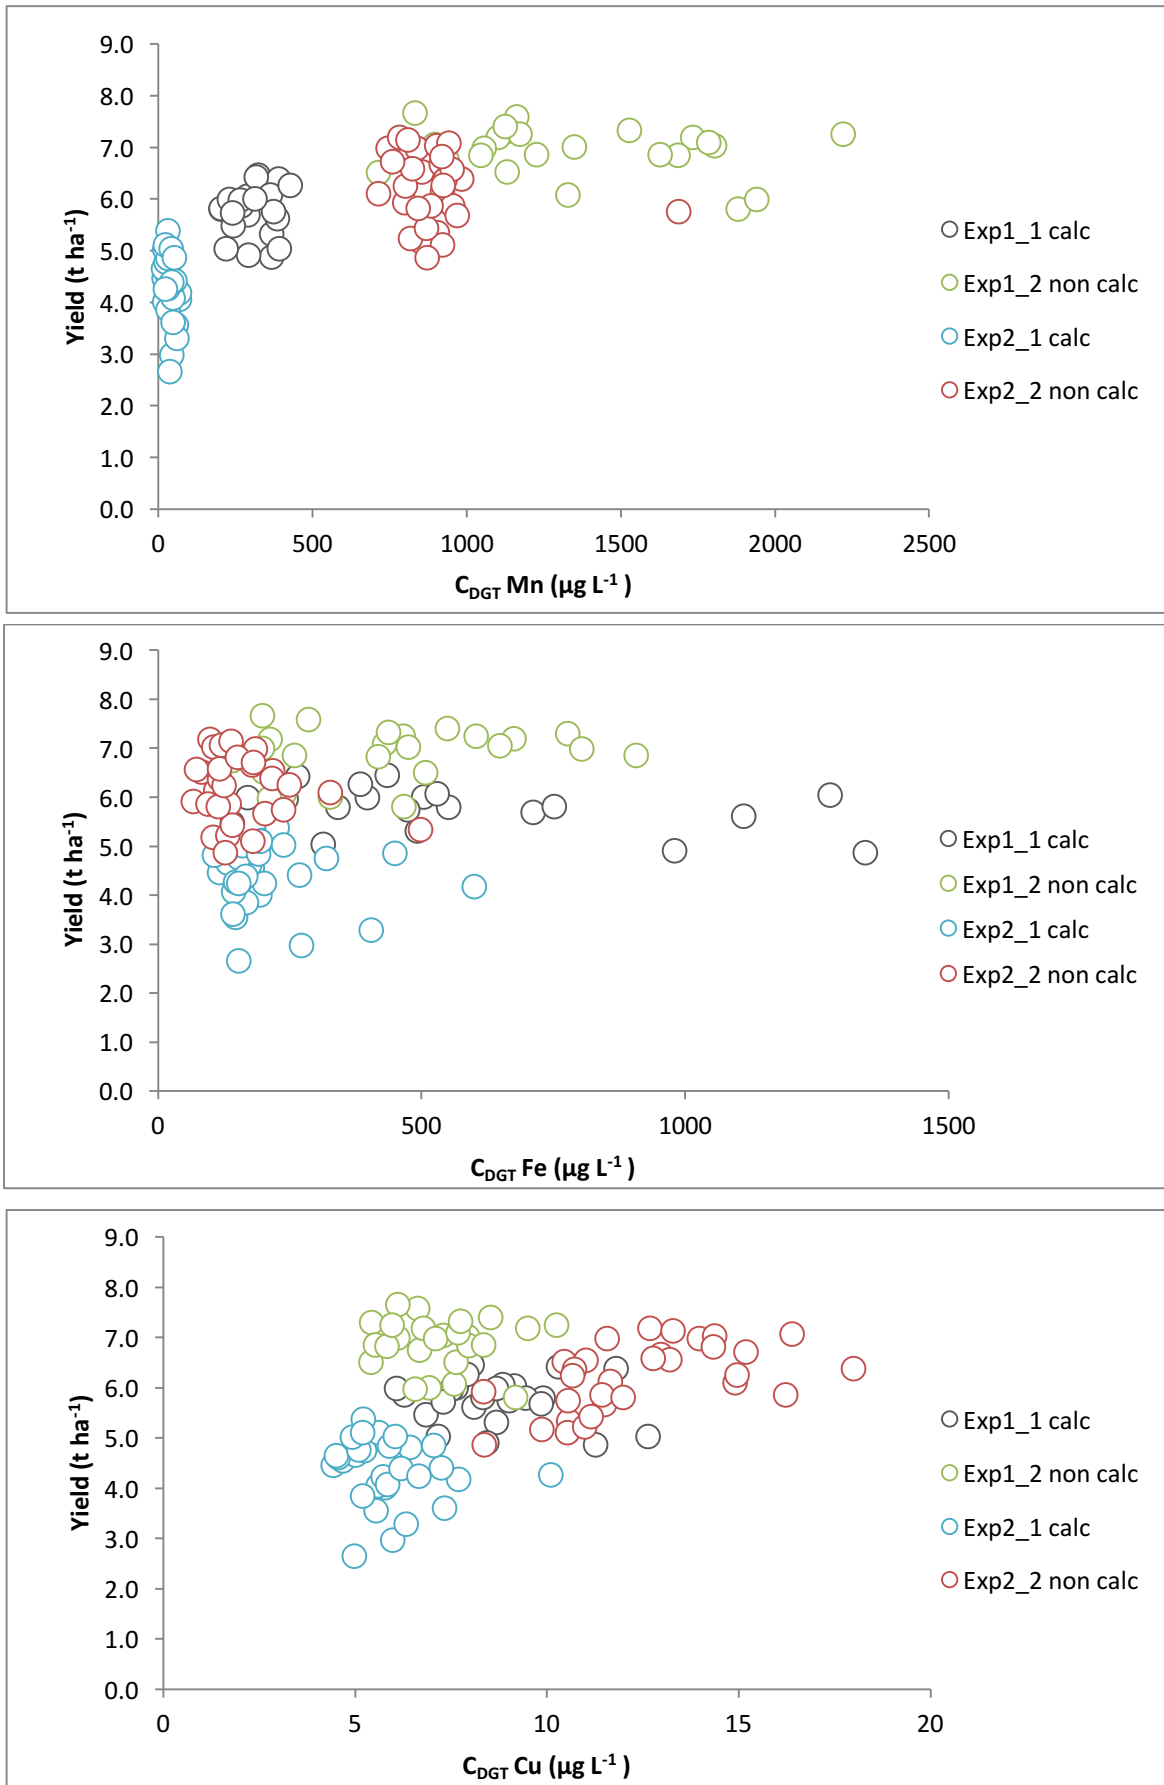 9.0
8.0
7.0
6.0
5.0
4.0
3.0
2.0
1.0
0.0
Yield (t ha⁻¹)
0 500 1000 1500 2000 2500
C_DGT Mn (µg L⁻¹ )
Exp1_1 calc
Exp1_2 non calc
Exp2_1 calc
Exp2_2 non calc
9.0
8.0
7.0
6.0
5.0
4.0
3.0
2.0
1.0
0.0
Yield (t ha⁻¹)
0 500 1000 1500
C_DGT Fe (µg L⁻¹ )
Exp1_1 calc
Exp1_2 non calc
Exp2_1 calc
Exp2_2 non calc
9.0
8.0
7.0
6.0
5.0
4.0
3.0
2.0
1.0
0.0
Yield (t ha⁻¹)
0 5 10 15 20
C_DGT Cu (µg L⁻¹ )
Exp1_1 calc
Exp1_2 non calc
Exp2_1 calc
Exp2_2 non calc